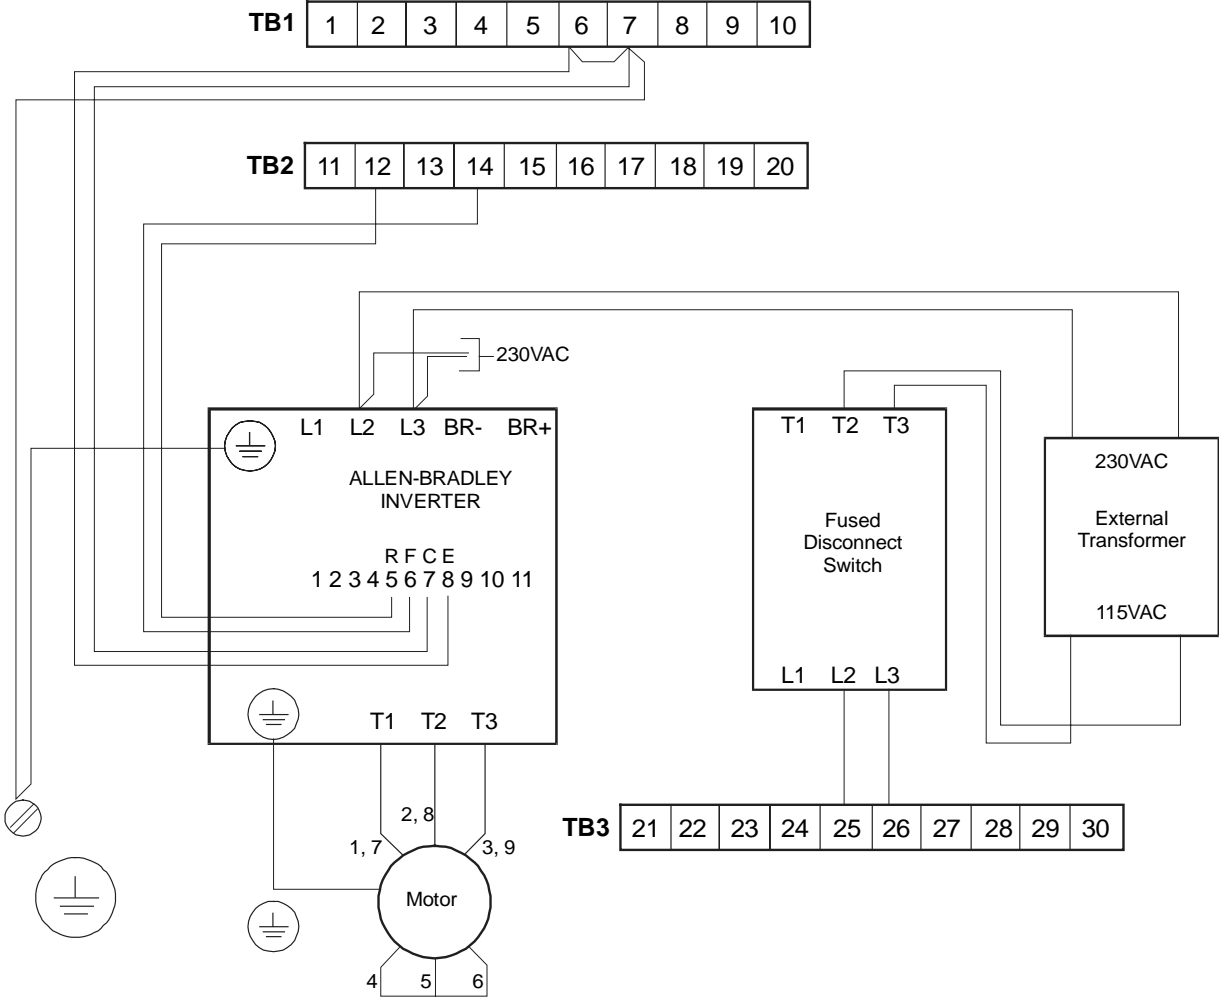 TB1 1 2 3 4 5 6 7 8 9 10
TB2 11 12 13 14 15 16 17 18 19 20
230VAC
L1 L2 L3 BR- BR+
ALLEN-BRADLEY
INVERTER
R F C E
1 2 3 4 5 6 7 8 9 10 11
T1 T2 T3
T1 T2 T3
Fused
Disconnect
Switch
L1 L2 L3
230VAC
External
Transformer
115VAC
2, 8
1, 7
3, 9
Motor
4 5 6
TB3 21 22 23 24 25 26 27 28 29 30